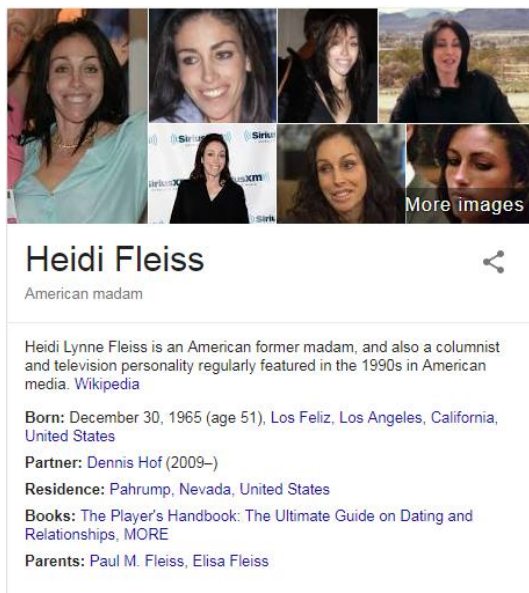 ((SiriusXM
Siriusxm
Siriu
More images
Heidi Fleiss
American madam
Heidi Lynne Fleiss is an American former madam, and also a columnist
and television personality regularly featured in the 1990s in American
media. Wikipedia
Born: December 30, 1965 (age 51), Los Feliz, Los Angeles, California,
United States
Partner: Dennis Hof (2009–)
Residence: Pahrump, Nevada, United States
Books: The Player's Handbook: The Ultimate Guide on Dating and
Relationships, MORE
Parents: Paul M. Fleiss, Elisa Fleiss